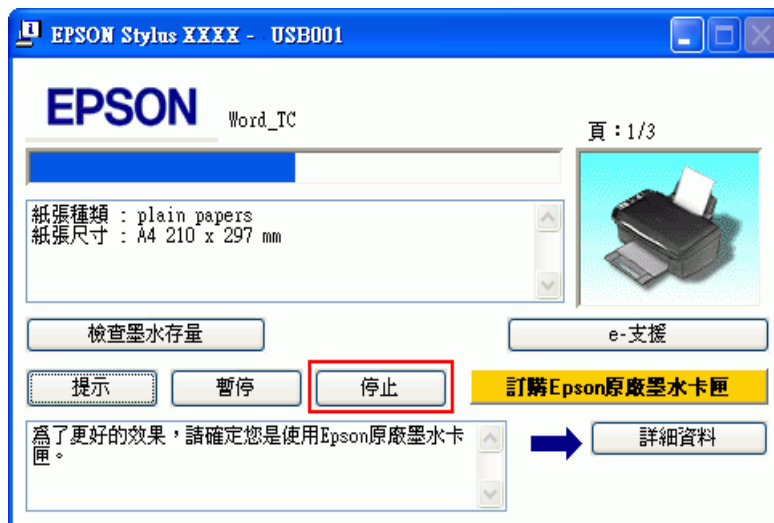 EPSON Stylus XXXX - USB001
EPSON
Word_TC
頁：1/3
紙張種類 : plain papers
紙張尺寸 : A4 210 x 297 mm
檢查墨水存量
e-支援
提示
暫停
停止
訂購Epson原廠墨水卡匣
為了更好的效果，請確定您是使用Epson原廠墨水卡
匣。
詳細資料